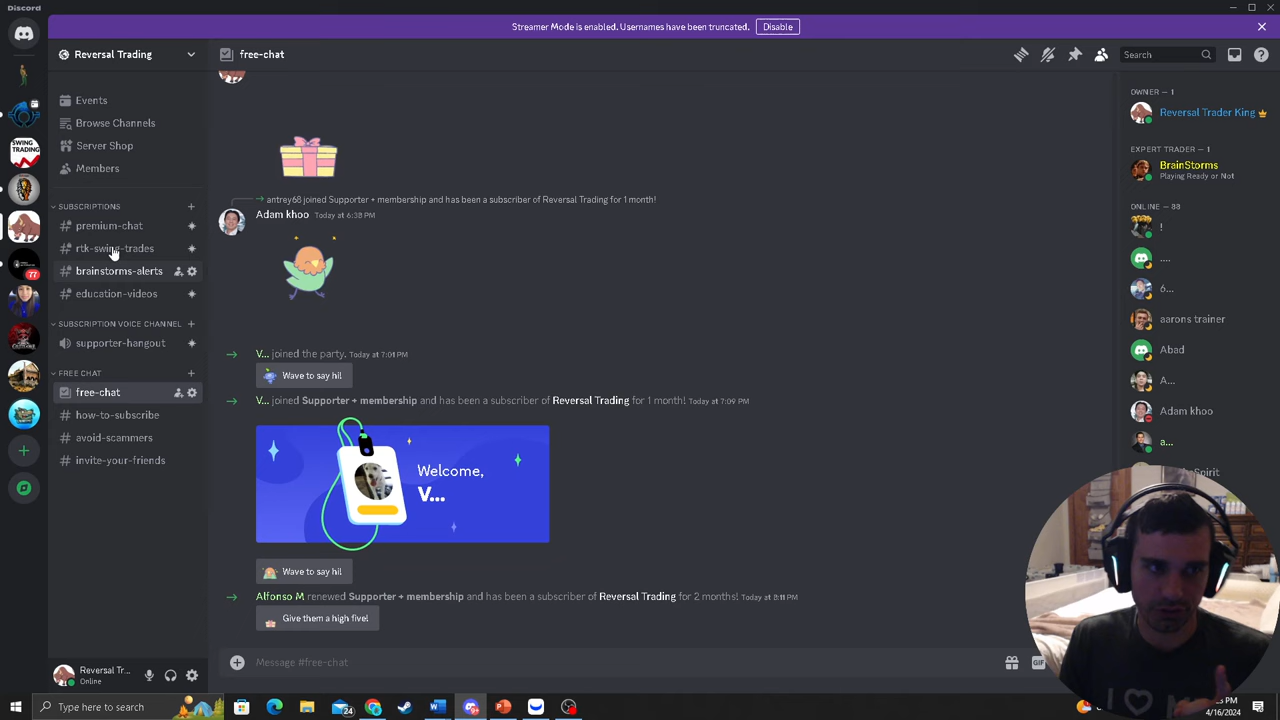 Discord
Streamer Mode is enabled. Usernames have been truncated.
Disable
Reversal Trading
free-chat
Search
Events
Browse Channels
Server Shop
Members
SUBSCRIPTIONS
premium-chat
rtk-swing-trades
brainstorms-alerts
education-videos
SUBSCRIPTION VOICE CHANNEL
supporter-hangout
FREE CHAT
free-chat
how-to-subscribe
avoid-scammers
invite-your-friends
SWING
TRADING
77
antrey68 joined Supporter + membership and has been a subscriber of Reversal Trading for 1 month!
Adam khoo Today at 6:38 PM
V... joined the party. Today at 7:01 PM
Wave to say hi!
V... joined Supporter + membership and has been a subscriber of Reversal Trading for 1 month! Today at 7:09 PM
Welcome,
V...
Wave to say hi!
Alfonso M renewed Supporter + membership and has been a subscriber of Reversal Trading for 2 months! Today at 8:11 PM
Give them a high five!
Message #free-chat
GIF
OWNER — 1
Reversal Trader King
EXPERT TRADER — 1
BrainStorms
Playing Ready or Not
ONLINE — 88
!
....
6...
aarons trainer
Abad
A...
Adam khoo
a...
Spirit
Reversal Tr...
Online
Type here to search
24
4/16/2024
I
M